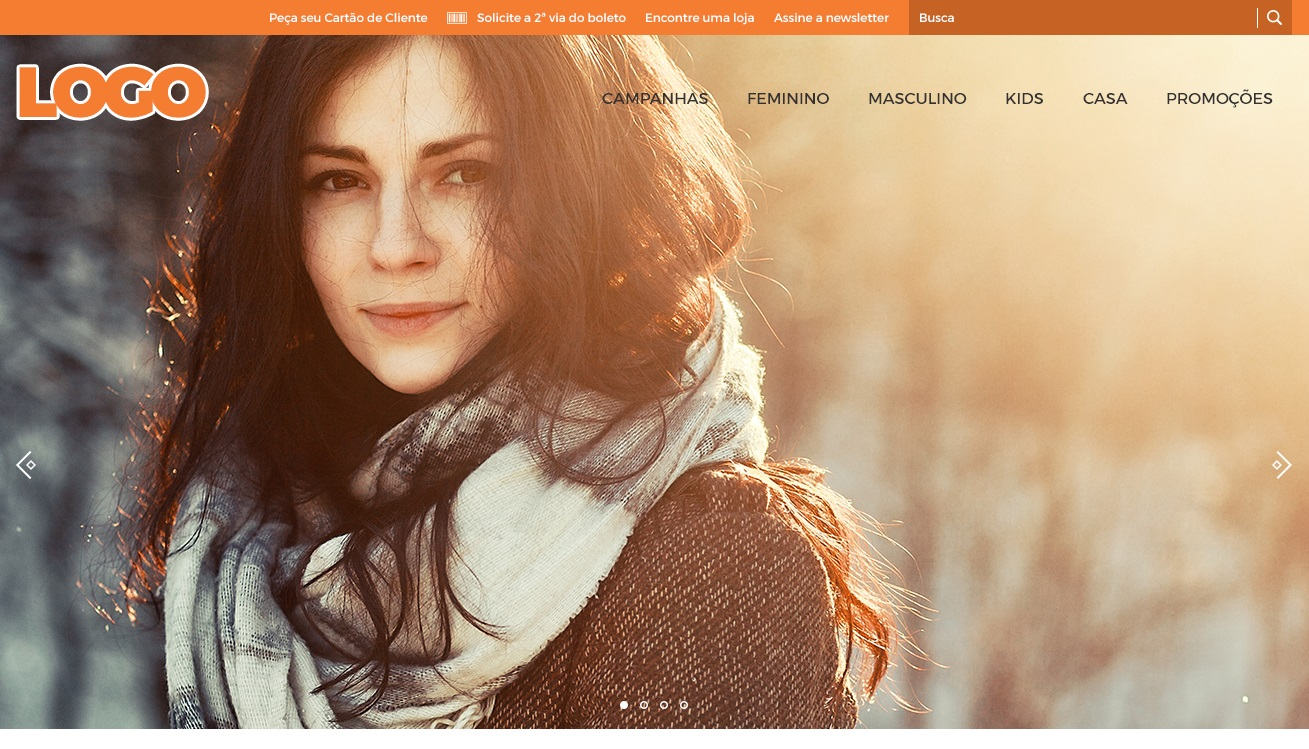 Peça seu Cartão de Cliente Solicite a 2ª via do boleto Encontre uma loja Assine a newsletter Busca
LOGO
CAMPANHAS FEMININO MASCULINO KIDS CASA PROMOÇÕES